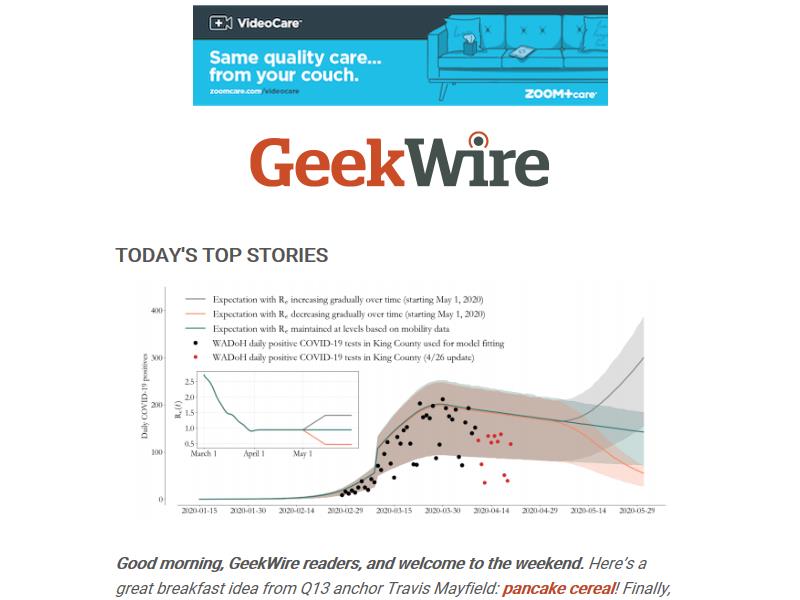 VideoCare™
Same quality care...
from your couch.
zoomcare.com/videocare
ZOOM+care®
GeekWire
TODAY'S TOP STORIES
Expectation with Re increasing gradually over time (starting May 1, 2020)
Expectation with Re decreasing gradually over time (starting May 1, 2020)
Expectation with Re maintained at levels based on mobility data
WADoH daily positive COVID-19 tests in King County used for model fitting
WADoH daily positive COVID-19 tests in King County (4/26 update)
Daily COVID-19 positives
400
300
200
100
0
Re(t)
2.5
2.0
1.5
1.0
0.5
March 1 April 1 May 1
2020-01-15 2020-01-30 2020-02-14 2020-02-29 2020-03-15 2020-03-30 2020-04-14 2020-04-29 2020-05-14 2020-05-29
Good morning, GeekWire readers, and welcome to the weekend. Here's a
great breakfast idea from Q13 anchor Travis Mayfield: pancake cereal! Finally,